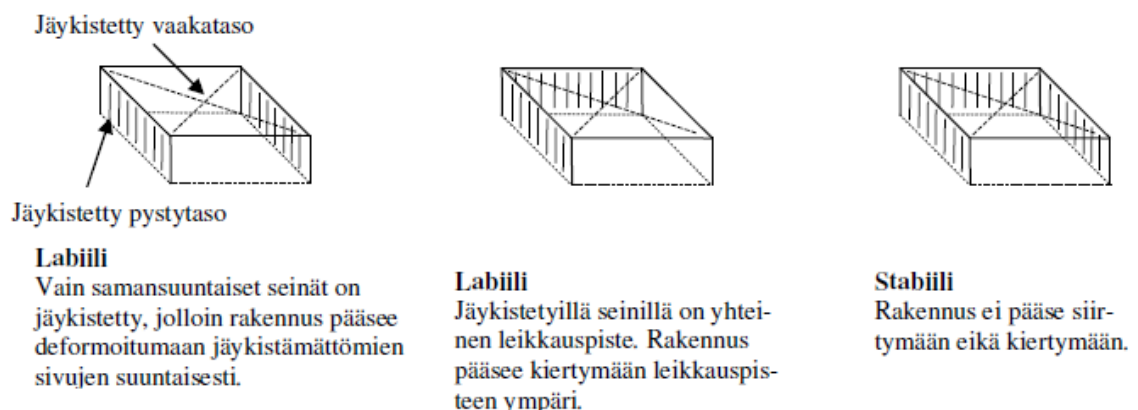 Jäykistetty vaakataso
Jäykistetty pystytaso
Labiili
Vain samansuuntaiset seinät on
jäykistetty, jolloin rakennus pääsee
deformoitumaan jäykistämättömien
sivujen suuntaisesti.
Labiili
Jäykistetyillä seinillä on yhtei-
nen leikkauspiste. Rakennus
pääsee kiertymään leikkauspis-
teen ympäri.
Stabiili
Rakennus ei pääse siir-
tymään eikä kiertymään.